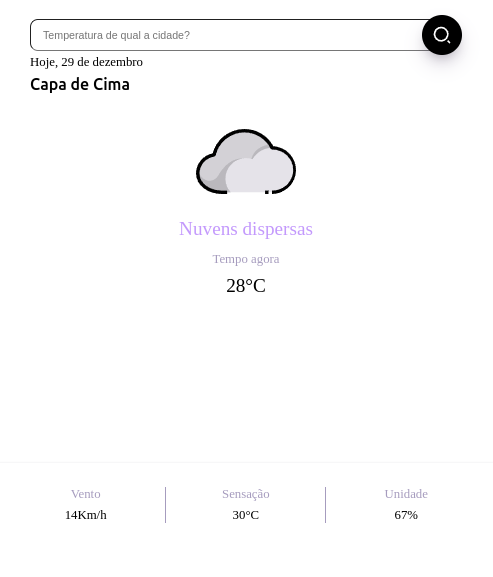 Temperatura de qual a cidade?
Hoje, 29 de dezembro
Capa de Cima
Nuvens dispersas
Tempo agora
28°C
Vento
14Km/h
Sensação
30°C
Unidade
67%